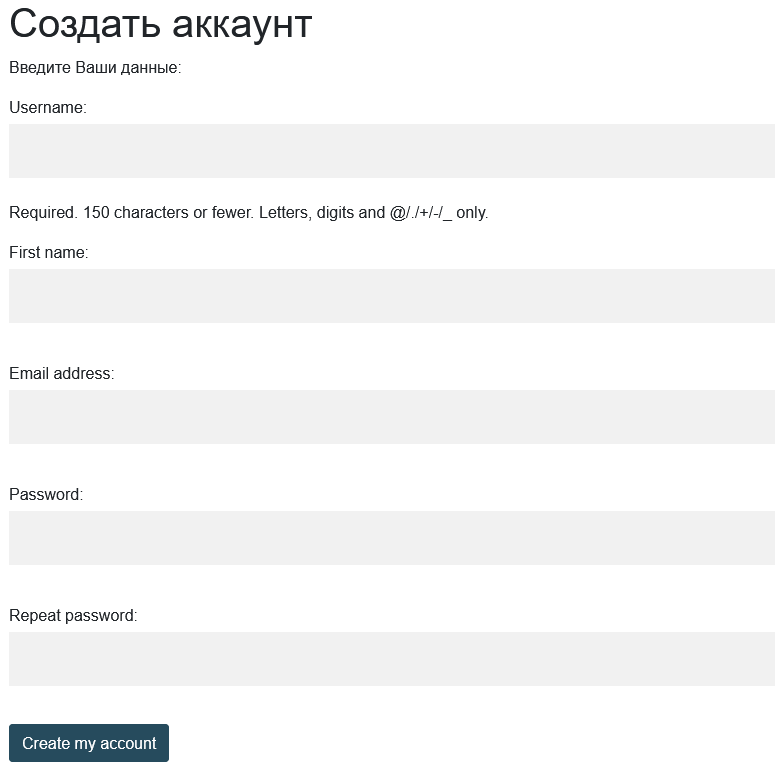 Создать аккаунт
Введите Ваши данные:
Username:
Required. 150 characters or fewer. Letters, digits and @/./+/-/_ only.
First name:
Email address:
Password:
Repeat password:
Create my account